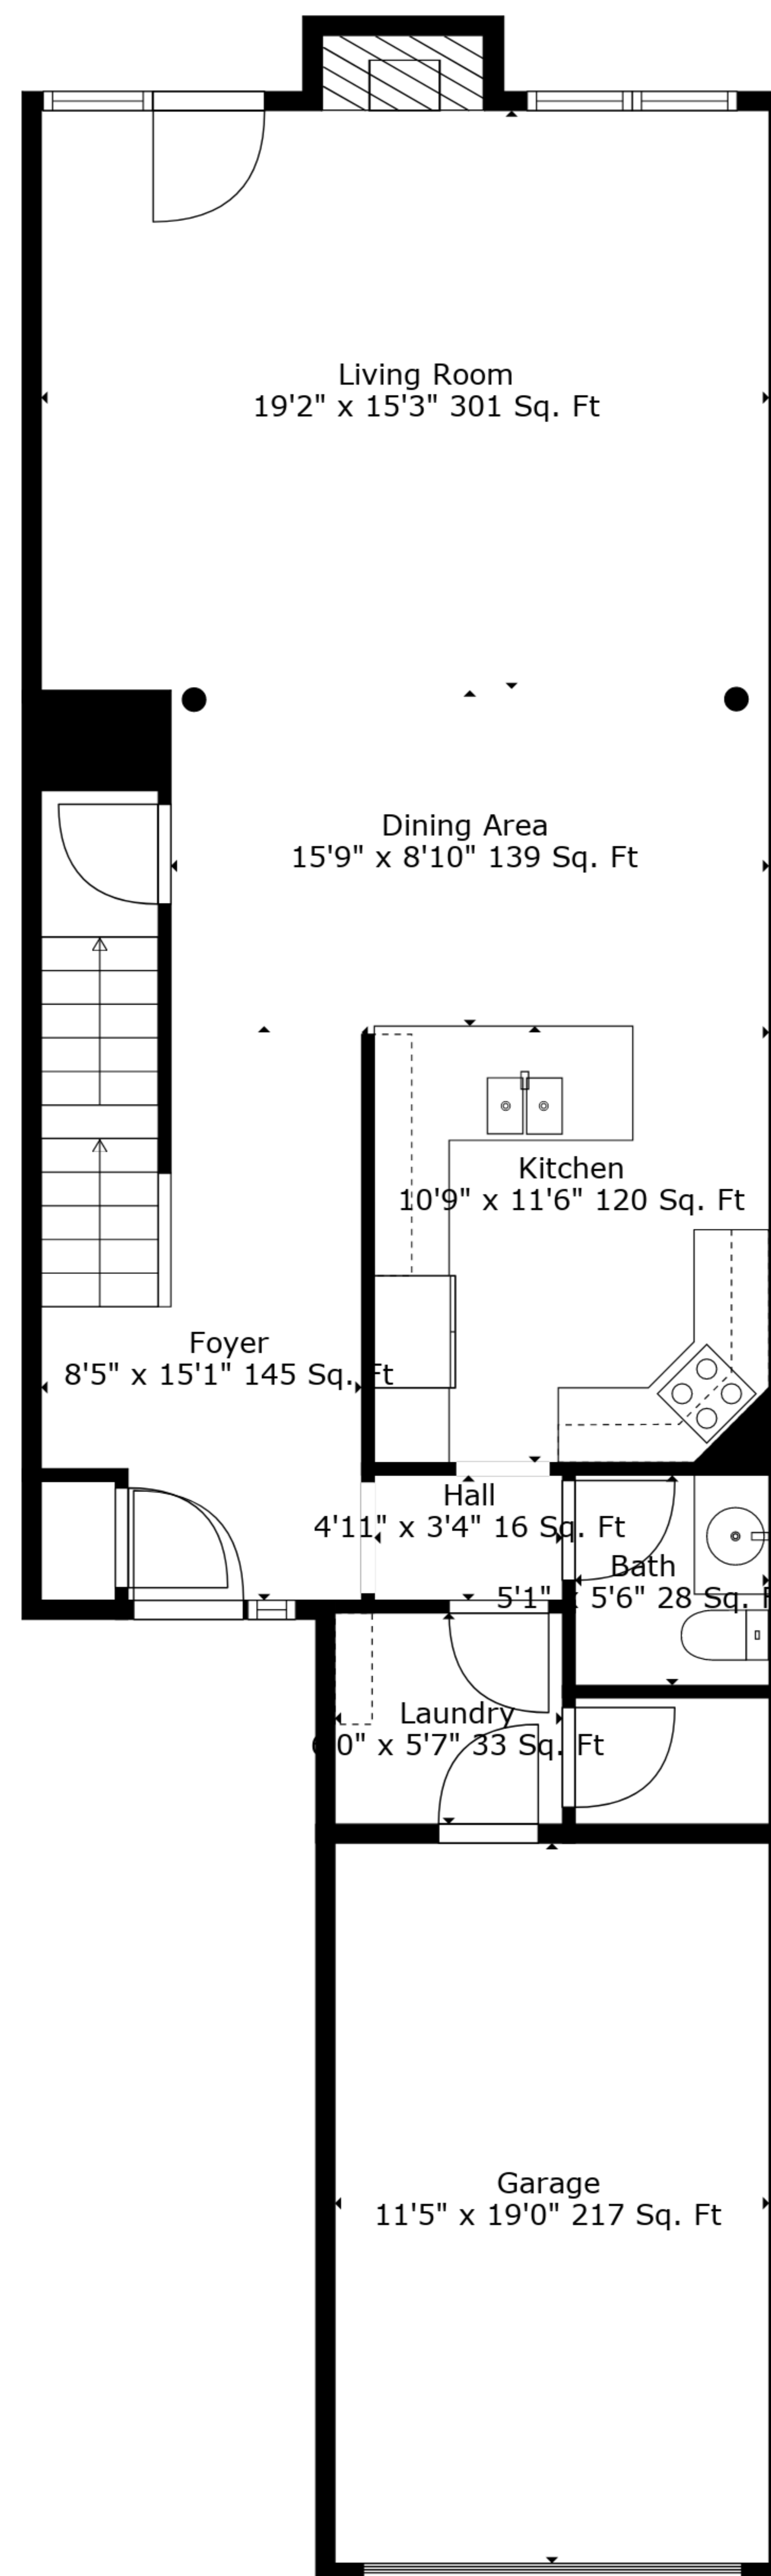 Living Room
19'2" x 15'3" 301 Sq. Ft
Dining Area
15'9" x 8'10" 139 Sq. Ft
Kitchen
10'9" x 11'6" 120 Sq. Ft
Foyer
8'5" x 15'1" 145 Sq. Ft
Hall
4'11" x 3'4" 16 Sq. Ft
Bath
5'1" x 5'6" 28 Sq.
Laundry
x 5'7" 33 Sq. Ft
Garage
11'5" x 19'0" 217 Sq. Ft